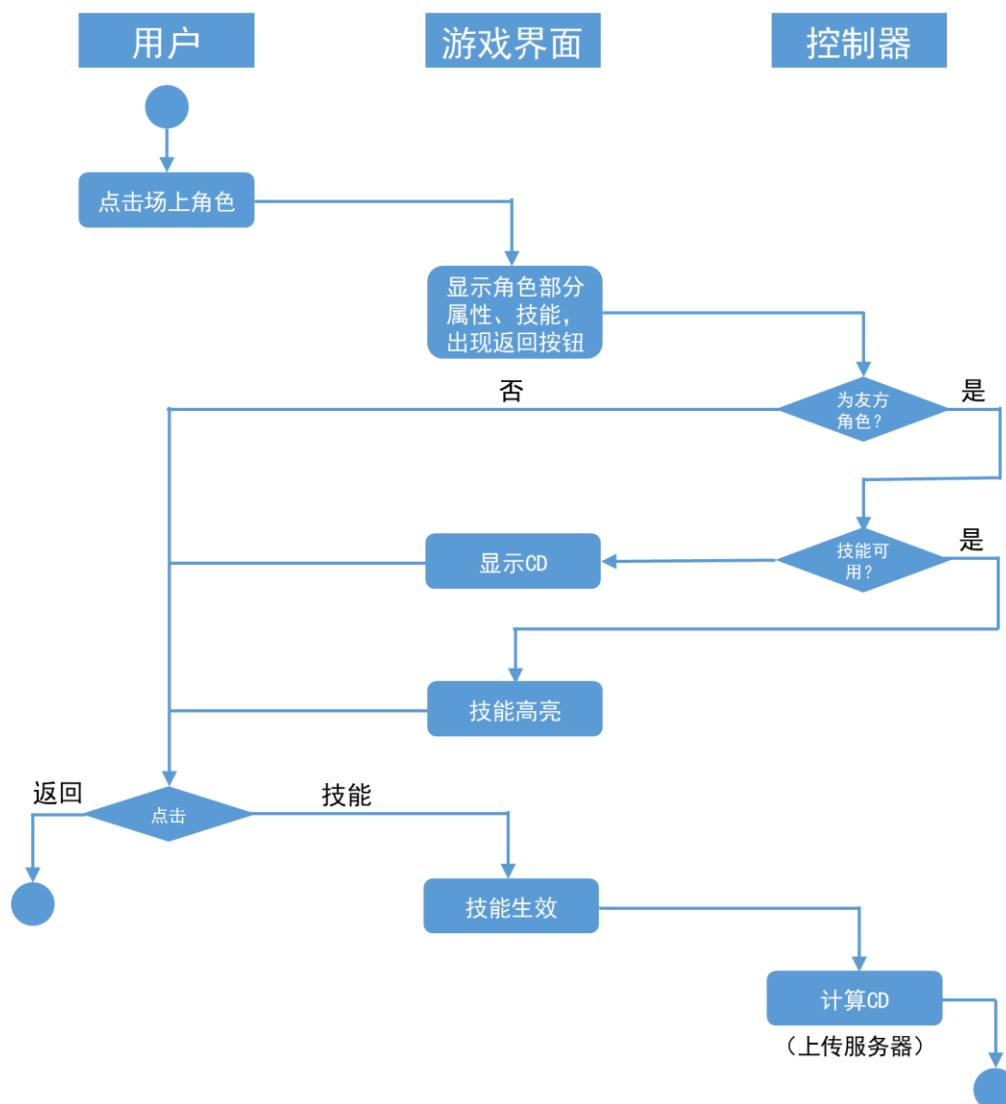 用户
游戏界面
控制器
点击场上角色
显示角色部分
属性、技能，
出现返回按钮
否
为友方
角色？
是
显示CD
技能可
用？
是
技能高亮
返回
点击
技能
技能生效
计算CD
（上传服务器）